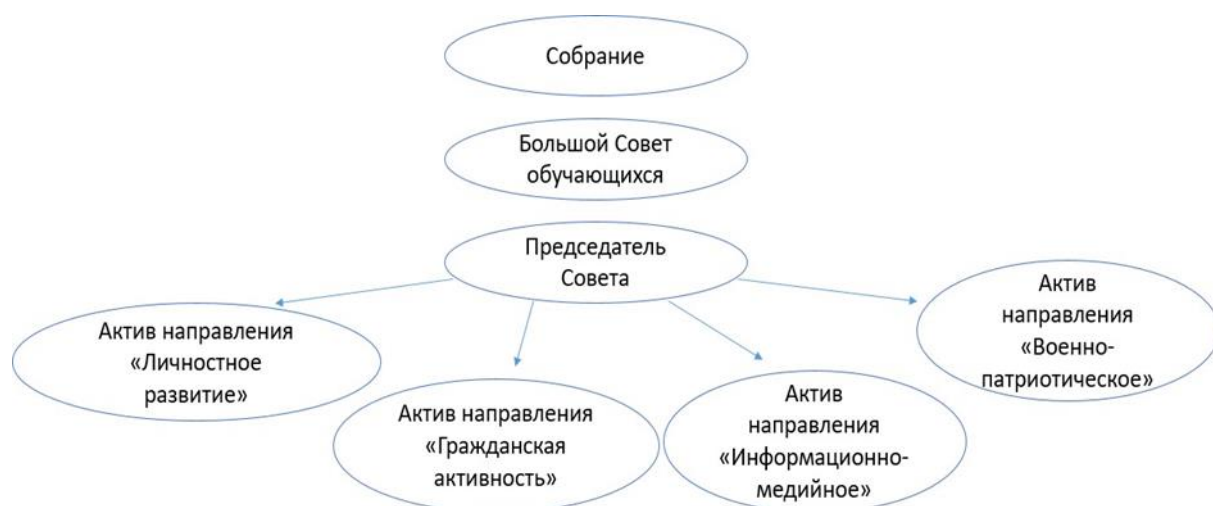 Собрание
Большой Совет
обучающихся
Председатель
Совета
Актив направления
«Личностное
развитие»
Актив направления
«Гражданская
активность»
Актив
направления
«Информационно-
медийное»
Актив
направления
«Военно-
патриотическое»